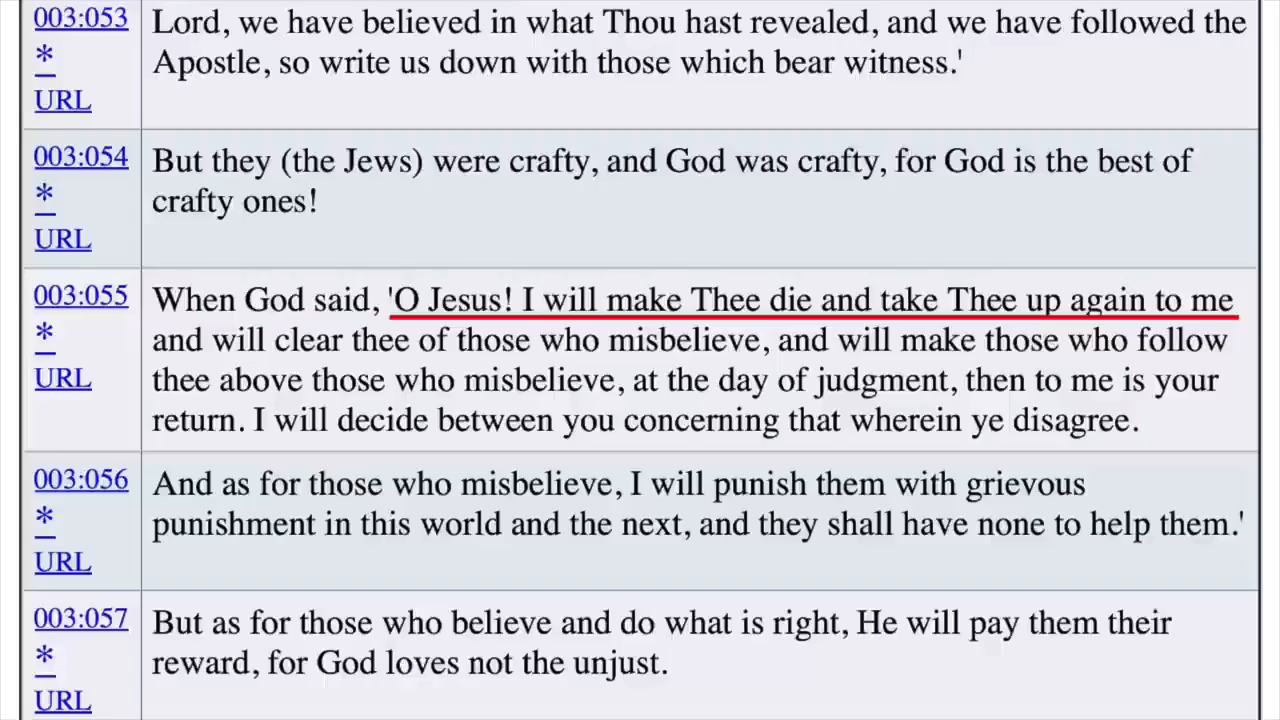 003:053
*
URL
Lord, we have believed in what Thou hast revealed, and we have followed the
Apostle, so write us down with those which bear witness.'
003:054
*
URL
But they (the Jews) were crafty, and God was crafty, for God is the best of
crafty ones!
003:055
*
URL
When God said, 'O Jesus! I will make Thee die and take Thee up again to me
and will clear thee of those who misbelieve, and will make those who follow
thee above those who misbelieve, at the day of judgment, then to me is your
return. I will decide between you concerning that wherein ye disagree.
003:056
*
URL
And as for those who misbelieve, I will punish them with grievous
punishment in this world and the next, and they shall have none to help them.'
003:057
*
URL
But as for those who believe and do what is right, He will pay them their
reward, for God loves not the unjust.